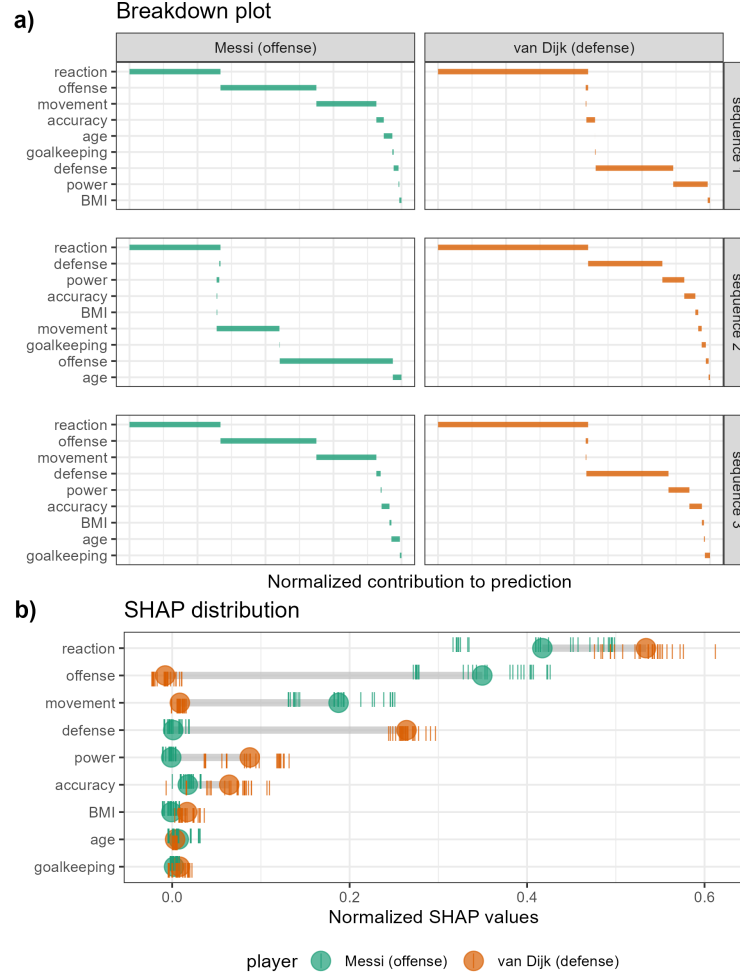 a)
Breakdown plot
Messi (offense)
van Dijk (defense)
reaction
offense
movement
accuracy
age
goalkeeping
defense
power
BMI
sequence 1
reaction
defense
power
accuracy
BMI
movement
goalkeeping
offense
age
sequence 2
reaction
offense
movement
defense
power
accuracy
BMI
age
goalkeeping
sequence 3
Normalized contribution to prediction
b)
SHAP distribution
reaction
offense
movement
defense
power
accuracy
BMI
age
goalkeeping
0.0 0.2 0.4 0.6
Normalized SHAP values
player Messi (offense) van Dijk (defense)